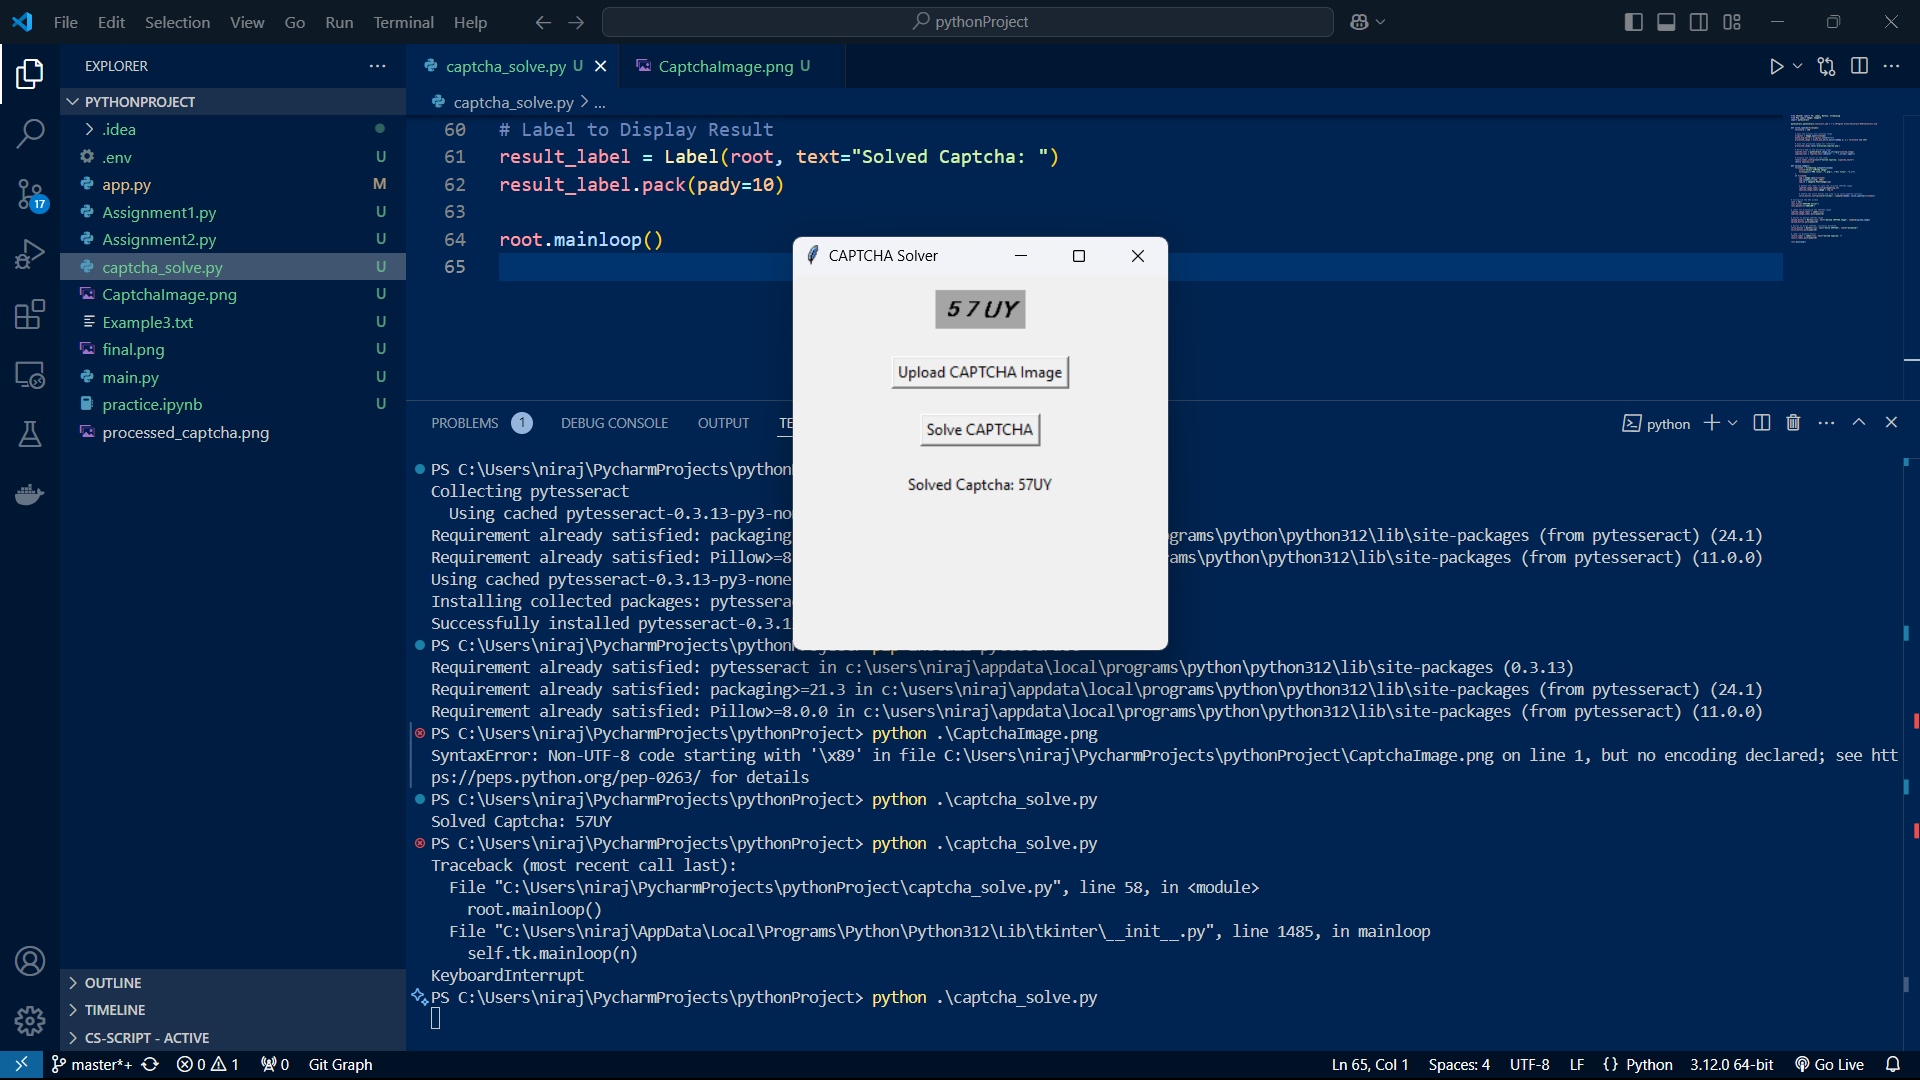 File Edit Selection View Go Run Terminal Help
pythonProject
EXPLORER
PYTHONPROJECT
.idea
.env U
app.py M
Assignment1.py U
Assignment2.py U
captcha_solve.py U
CaptchaImage.png U
Example3.txt U
final.png U
main.py U
practice.ipynb U
processed_captcha.png
17
OUTLINE
TIMELINE
CS-SCRIPT - ACTIVE
captcha_solve.py U
CaptchaImage.png U
captcha_solve.py > ...
60 # Label to Display Result
61 result_label = Label(root, text="Solved Captcha: ")
62 result_label.pack(pady=10)
63
64 root.mainloop()
65
CAPTCHA Solver
57UY
Upload CAPTCHA Image
Solve CAPTCHA
Solved Captcha: 57UY
PROBLEMS 1 DEBUG CONSOLE OUTPUT TE
python
PS C:\Users\niraj\PycharmProjects\python
Collecting pytesseract
Using cached pytesseract-0.3.13-py3-no
Requirement already satisfied: packaging grams\python\python312\lib\site-packages (from pytesseract) (24.1)
Requirement already satisfied: Pillow>=8 ams\python\python312\lib\site-packages (from pytesseract) (11.0.0)
Using cached pytesseract-0.3.13-py3-none
Installing collected packages: pytessera
Successfully installed pytesseract-0.3.1
PS C:\Users\niraj\PycharmProjects\python
Requirement already satisfied: pytesseract in c:\users\niraj\appdata\local\programs\python\python312\lib\site-packages (0.3.13)
Requirement already satisfied: packaging>=21.3 in c:\users\niraj\appdata\local\programs\python\python312\lib\site-packages (from pytesseract) (24.1)
Requirement already satisfied: Pillow>=8.0.0 in c:\users\niraj\appdata\local\programs\python\python312\lib\site-packages (from pytesseract) (11.0.0)
PS C:\Users\niraj\PycharmProjects\pythonProject> python .\CaptchaImage.png
SyntaxError: Non-UTF-8 code starting with '\x89' in file C:\Users\niraj\PycharmProjects\pythonProject\CaptchaImage.png on line 1, but no encoding declared; see htt
ps://peps.python.org/pep-0263/ for details
PS C:\Users\niraj\PycharmProjects\pythonProject> python .\captcha_solve.py
Solved Captcha: 57UY
PS C:\Users\niraj\PycharmProjects\pythonProject> python .\captcha_solve.py
Traceback (most recent call last):
File "C:\Users\niraj\PycharmProjects\pythonProject\captcha_solve.py", line 58, in <module>
root.mainloop()
File "C:\Users\niraj\AppData\Local\Programs\Python\Python312\Lib\tkinter\__init__.py", line 1485, in mainloop
self.tk.mainloop(n)
KeyboardInterrupt
PS C:\Users\niraj\PycharmProjects\pythonProject> python .\captcha_solve.py
master*+ 0 1 0 Git Graph
Ln 65, Col 1 Spaces: 4 UTF-8 LF {} Python 3.12.0 64-bit Go Live